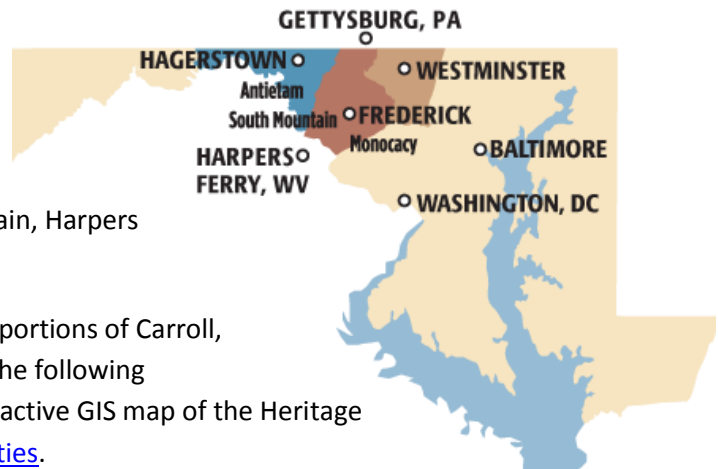 GETTYSBURG, PA
HAGERSTOWN
WESTMINSTER
Antietam
South Mountain
FREDERICK
Monocacy
BALTIMORE
HARPERS
FERRY, WV
WASHINGTON, DC
ain, Harpers
portions of Carroll,
he following
active GIS map of the Heritage
ties.